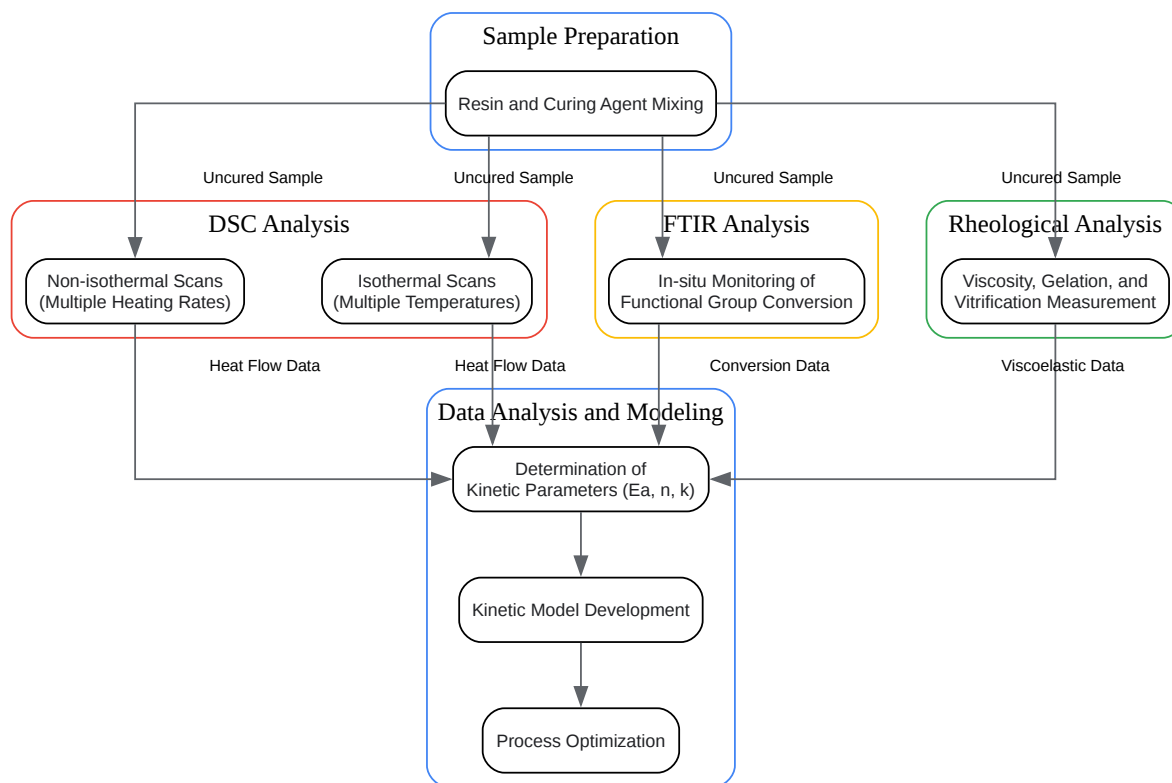 Sample Preparation
Resin and Curing Agent Mixing
Uncured Sample
Uncured Sample
Uncured Sample
Uncured Sample
DSC Analysis
FTIR Analysis
Rheological Analysis
Non-isothermal Scans
(Multiple Heating Rates)
Isothermal Scans
(Multiple Temperatures)
In-situ Monitoring of
Functional Group Conversion
Viscosity, Gelation, and
Vitrification Measurement
Heat Flow Data
Heat Flow Data
Conversion Data
Viscoelastic Data
Data Analysis and Modeling
Determination of
Kinetic Parameters (Ea, n, k)
Kinetic Model Development
Process Optimization